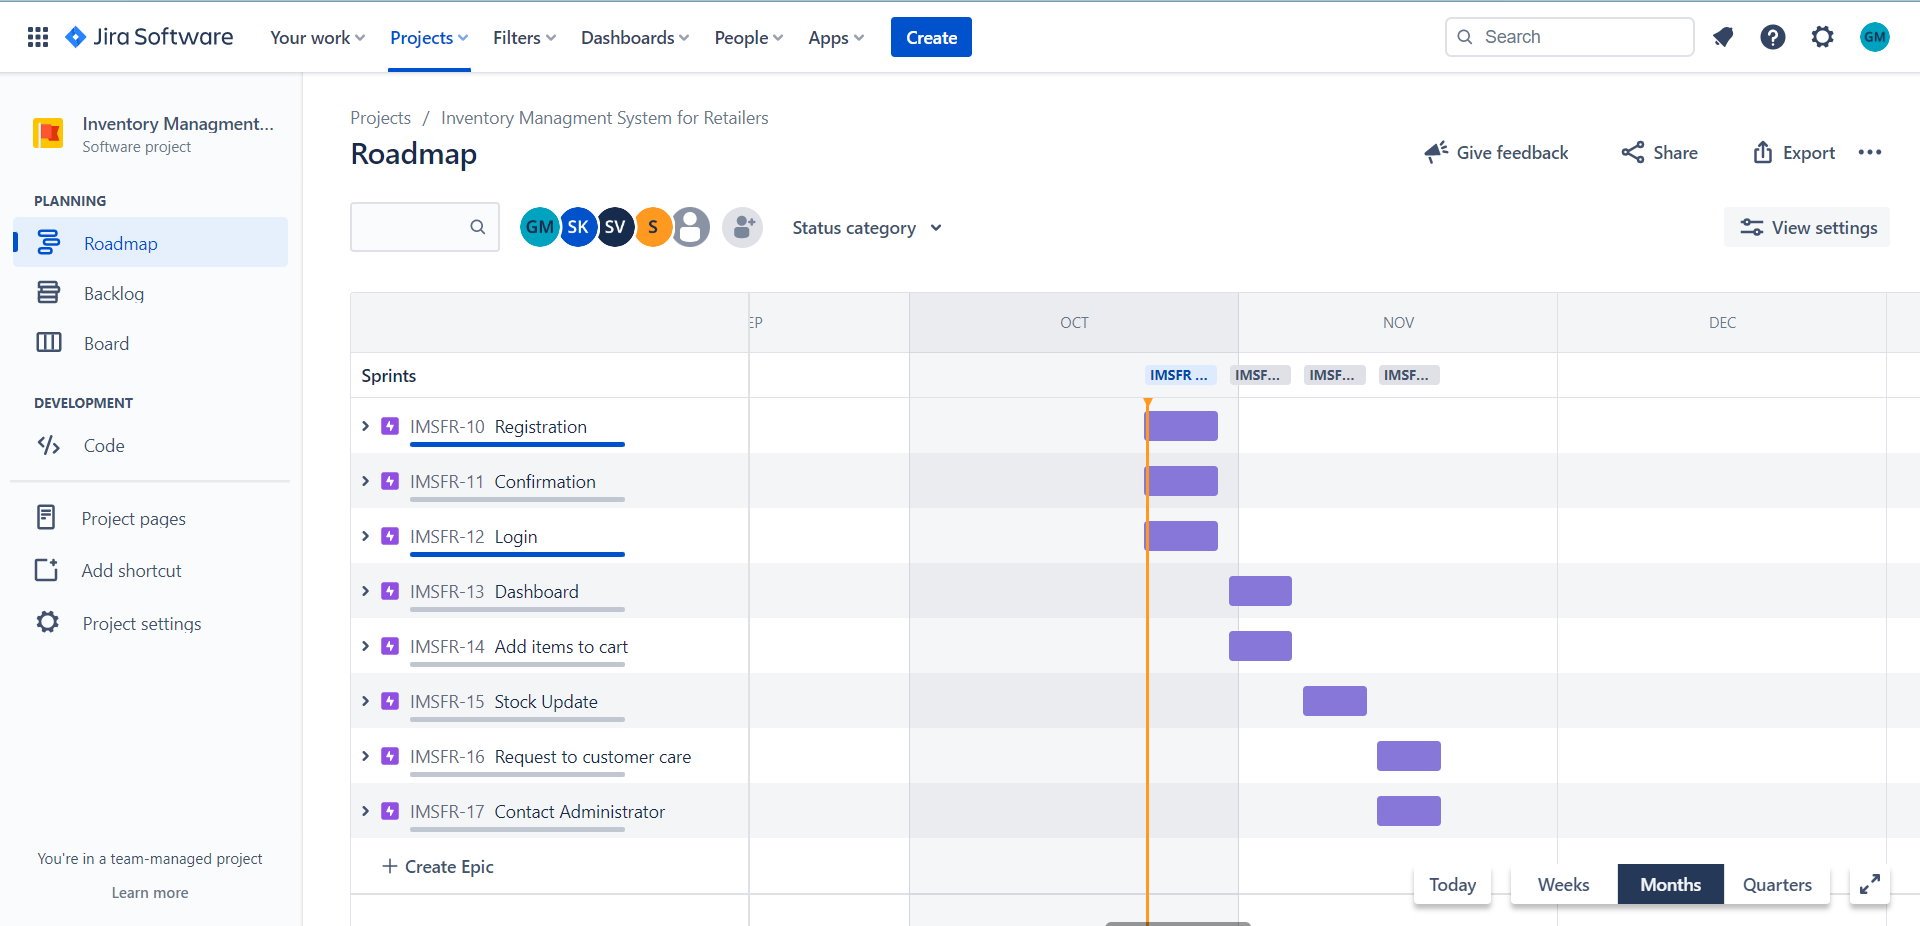 Jira Software Your work Projects Filters Dashboards People Apps Create Search GM
Inventory Managment...
Software project
PLANNING
Roadmap
Backlog
Board
DEVELOPMENT
Code
Project pages
Add shortcut
Project settings
You're in a team-managed project
Learn more
Projects / Inventory Managment System for Retailers
Roadmap
Give feedback Share Export
GM SK SV S Status category View settings
EP OCT NOV DEC
Sprints IMSFR ... IMSF... IMSF... IMSF...
IMSFR-10 Registration
IMSFR-11 Confirmation
IMSFR-12 Login
IMSFR-13 Dashboard
IMSFR-14 Add items to cart
IMSFR-15 Stock Update
IMSFR-16 Request to customer care
IMSFR-17 Contact Administrator
+ Create Epic
Today Weeks Months Quarters